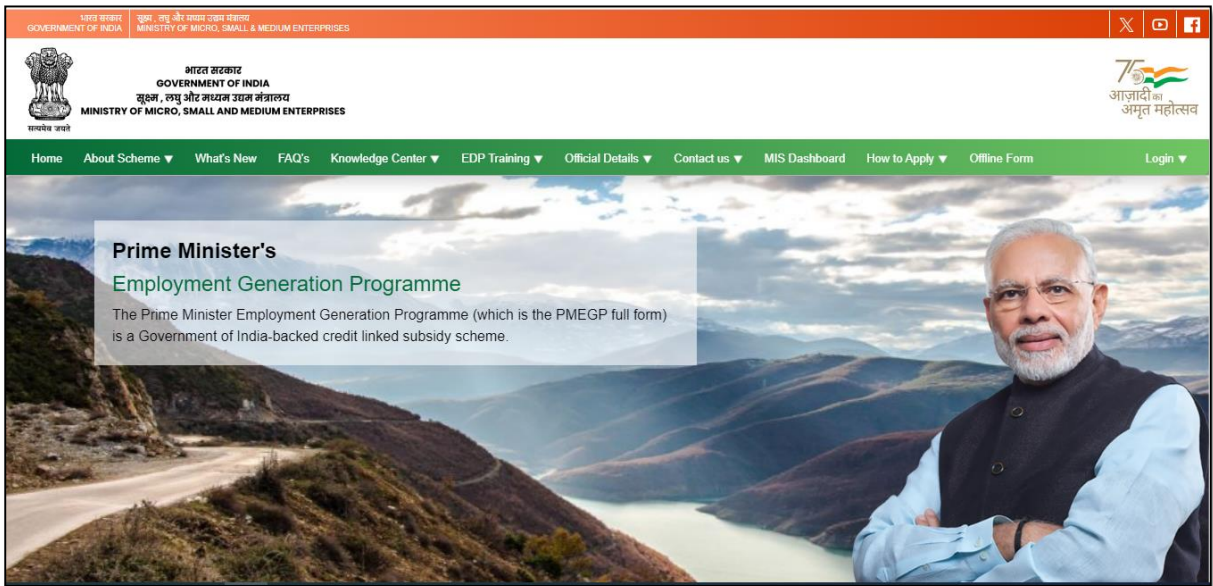 भारत सरकार
GOVERNMENT OF INDIA
सूक्ष्म , लघु और मध्यम उद्यम मंत्रालय
MINISTRY OF MICRO, SMALL & MEDIUM ENTERPRISES
भारत सरकार
GOVERNMENT OF INDIA
सूक्ष्म , लघु और मध्यम उद्यम मंत्रालय
MINISTRY OF MICRO, SMALL AND MEDIUM ENTERPRISES
सत्यमेव जयते
75
आज़ादी का
अमृत महोत्सव
Home About Scheme ▼ What's New FAQ's Knowledge Center ▼ EDP Training ▼ Official Details ▼ Contact us ▼ MIS Dashboard How to Apply ▼ Offline Form Login ▼
Prime Minister's
Employment Generation Programme
The Prime Minister Employment Generation Programme (which is the PMEGP full form)
is a Government of India-backed credit linked subsidy scheme.